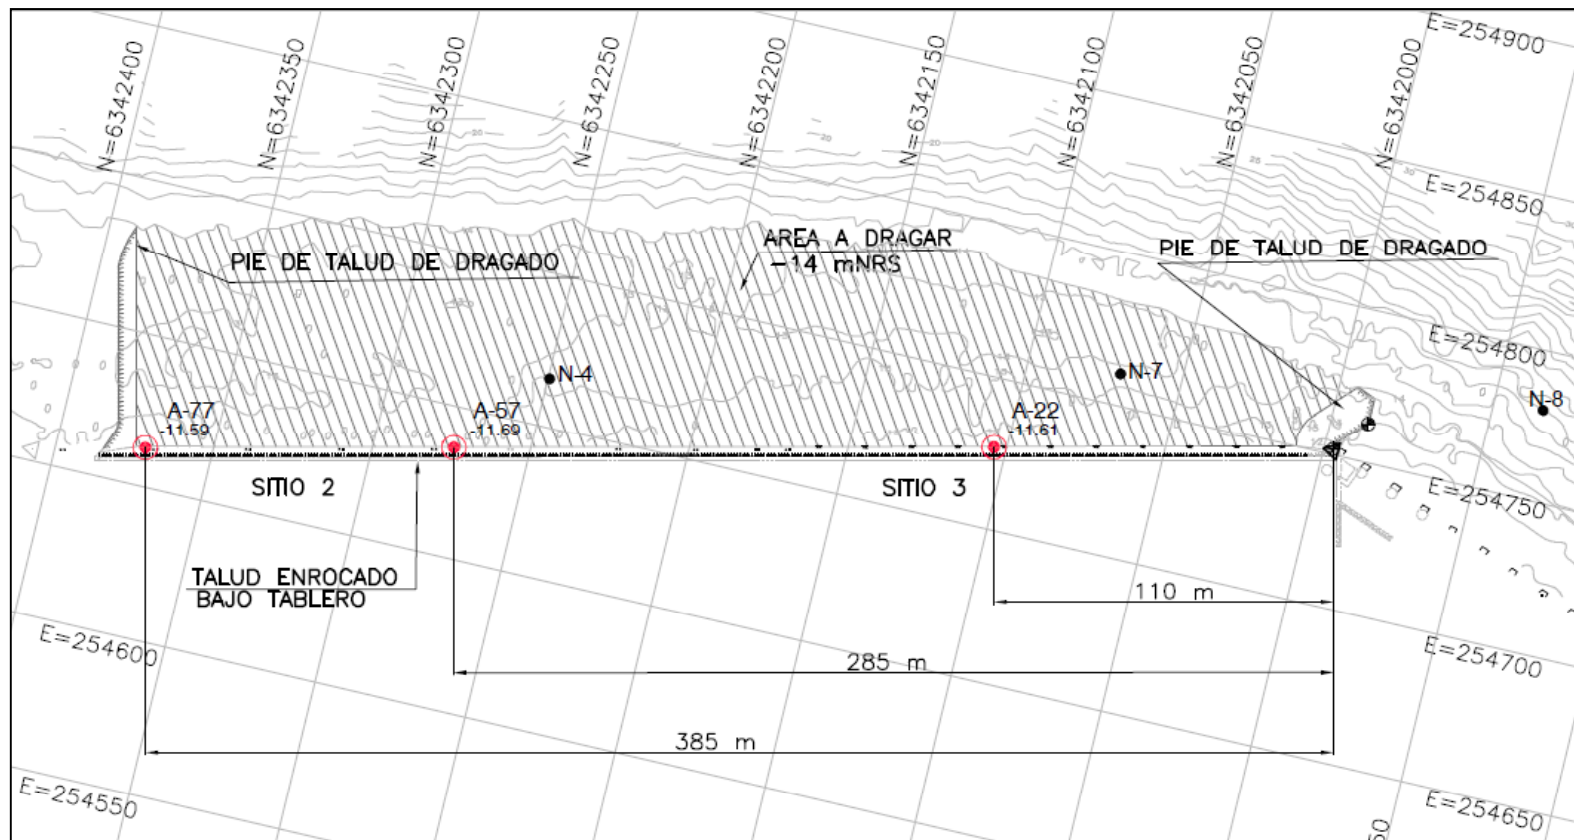 E=254900
N=6342400
N=6342350
N=6342300
N=6342250
N=6342200
N=6342150
N=6342100
N=6342050
N=6342000
E=254850
AREA A DRAGAR
-14 mNRS
PIE DE TALUD DE DRAGADO
PIE DE TALUD DE DRAGADO
E=254800
N-4
N-7
N-8
A-77
-11.59
A-57
-11.69
A-22
-11.61
SITIO 2
SITIO 3
E=254750
TALUD ENROCADO
BAJO TABLERO
110 m
E=254600
285 m
E=254700
385 m
E=254550
E=254650